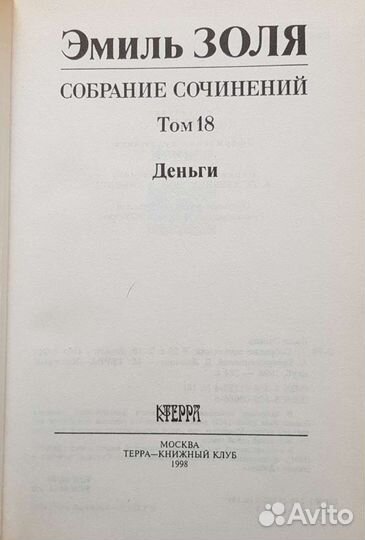 Эмиль ЗОЛЯ
СОБРАНИЕ СОЧИНЕНИЙ
Том 18
Деньги
ТЕРРА
МОСКВА
ТЕРРА—КНИЖНЫЙ КЛУБ
1998
Avito